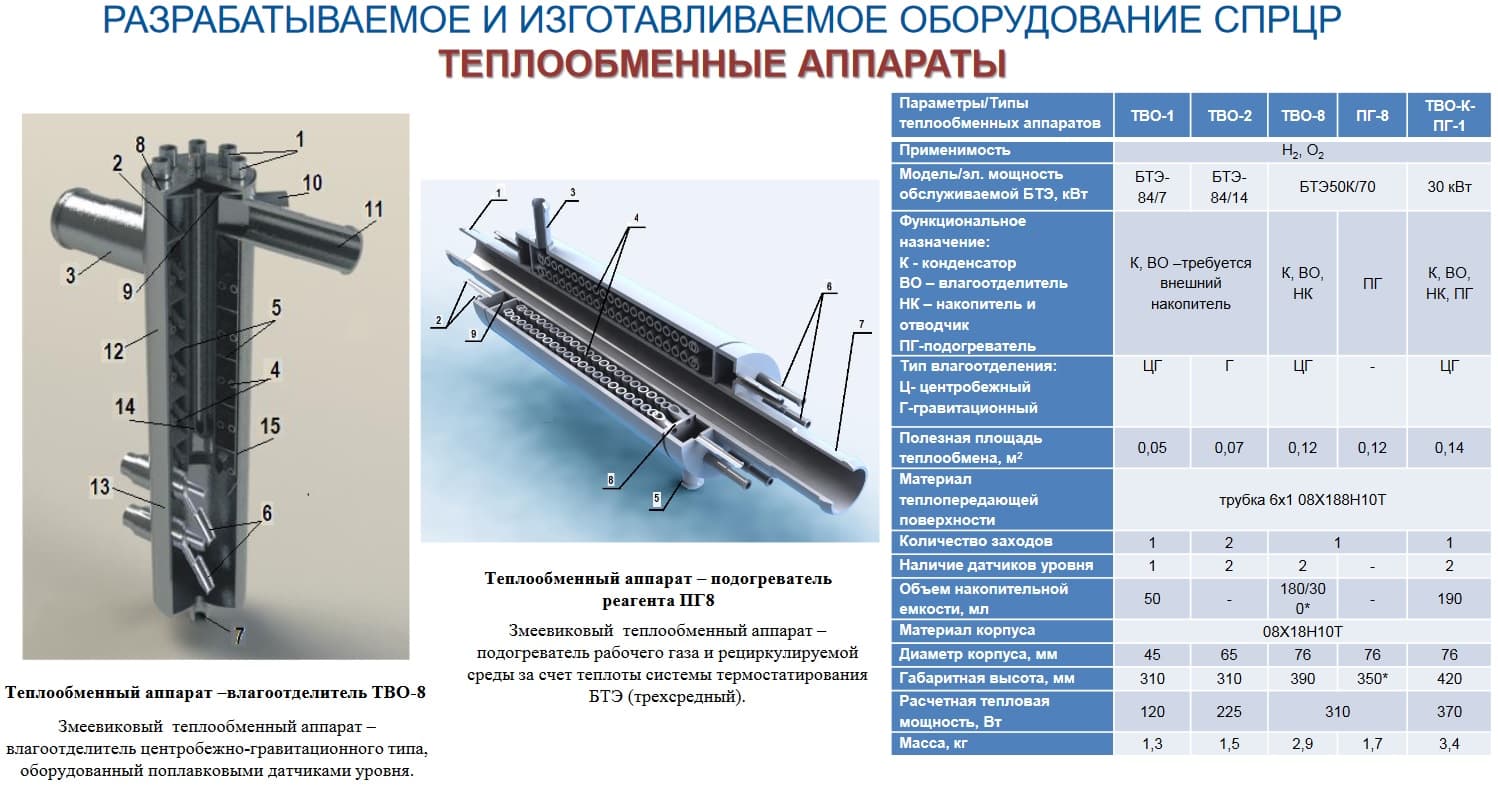 РАЗРАБАТЫВАЕМОЕ И ИЗГОТАВЛИВАЕМОЕ ОБОРУДОВАНИЕ СПРЦР
ТЕПЛООБМЕННЫЕ АППАРАТЫ
8
1
2
10
11
3
9
5
12
4
14
15
13
6
7
Теплообменный аппарат –влагоотделитель ТВО-8
Змеевиковый теплообменный аппарат –
влагоотделитель центробежно-гравитационного типа,
оборудованный поплавковыми датчиками уровня.
1
3
4
6
7
2
9
8
5
Теплообменный аппарат – подогреватель
реагента ПГ8
Змеевиковый теплообменный аппарат –
подогреватель рабочего газа и рециркулируемой
среды за счет теплоты системы термостатирования
БТЭ (трехсредный).
Параметры/Типы
теплообменных аппаратов
ТВО-1
ТВО-2
ТВО-8
ПГ-8
ТВО-К-
ПГ-1
Применимость
H2, O2
Модель/эл. мощность
обслуживаемой БТЭ, кВт
БТЭ-
84/7
БТЭ-
84/14
БТЭ50К/70
30 кВт
Функциональное
назначение:
К - конденсатор
ВО – влагоотделитель
НК – накопитель и
отводчик
ПГ-подогреватель
К, ВО –требуется
внешний
накопитель
К, ВО,
НК
ПГ
К, ВО,
НК, ПГ
Тип влагоотделения:
Ц- центробежный
Г-гравитационный
ЦГ
Г
ЦГ
-
ЦГ
Полезная площадь
теплообмена, м2
0,05
0,07
0,12
0,12
0,14
Материал
теплопередающей
поверхности
трубка 6х1 08Х188Н10Т
Количество заходов
1
2
1
1
Наличие датчиков уровня
1
2
2
-
2
Объем накопительной
емкости, мл
50
-
180/30
0*
-
190
Материал корпуса
08Х18Н10Т
Диаметр корпуса, мм
45
65
76
76
76
Габаритная высота, мм
310
310
390
350*
420
Расчетная тепловая
мощность, Вт
120
225
310
370
Масса, кг
1,3
1,5
2,9
1,7
3,4